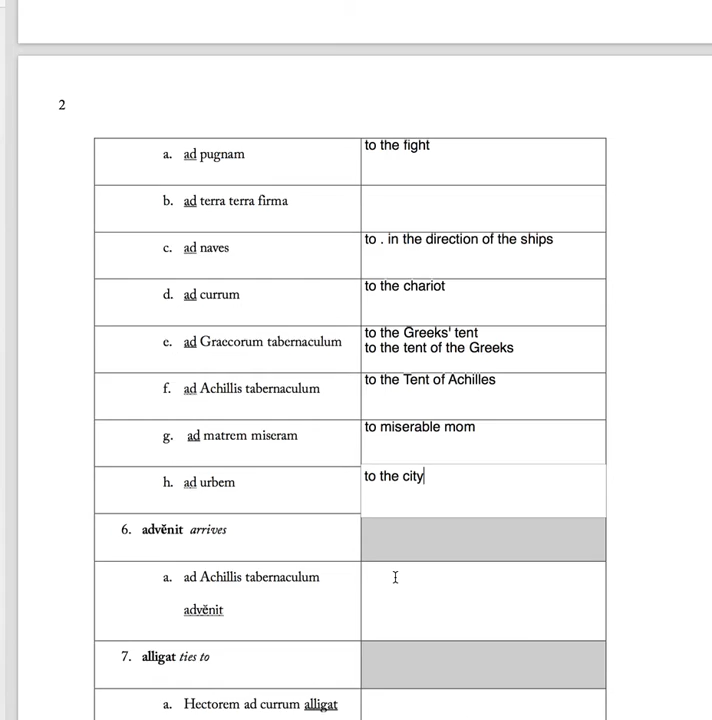 2
a. ad pugnam
to the fight
b. ad terra terra firma
c. ad naves
to . in the direction of the ships
d. ad currum
to the chariot
e. ad Graecorum tabernaculum
to the Greeks' tent
to the tent of the Greeks
f. ad Achillis tabernaculum
to the Tent of Achilles
g. ad matrem miseram
to miserable mom
h. ad urbem
to the city
6. advĕnit arrives
a. ad Achillis tabernaculum
advĕnit
7. alligat ties to
a. Hectorem ad currum alligat